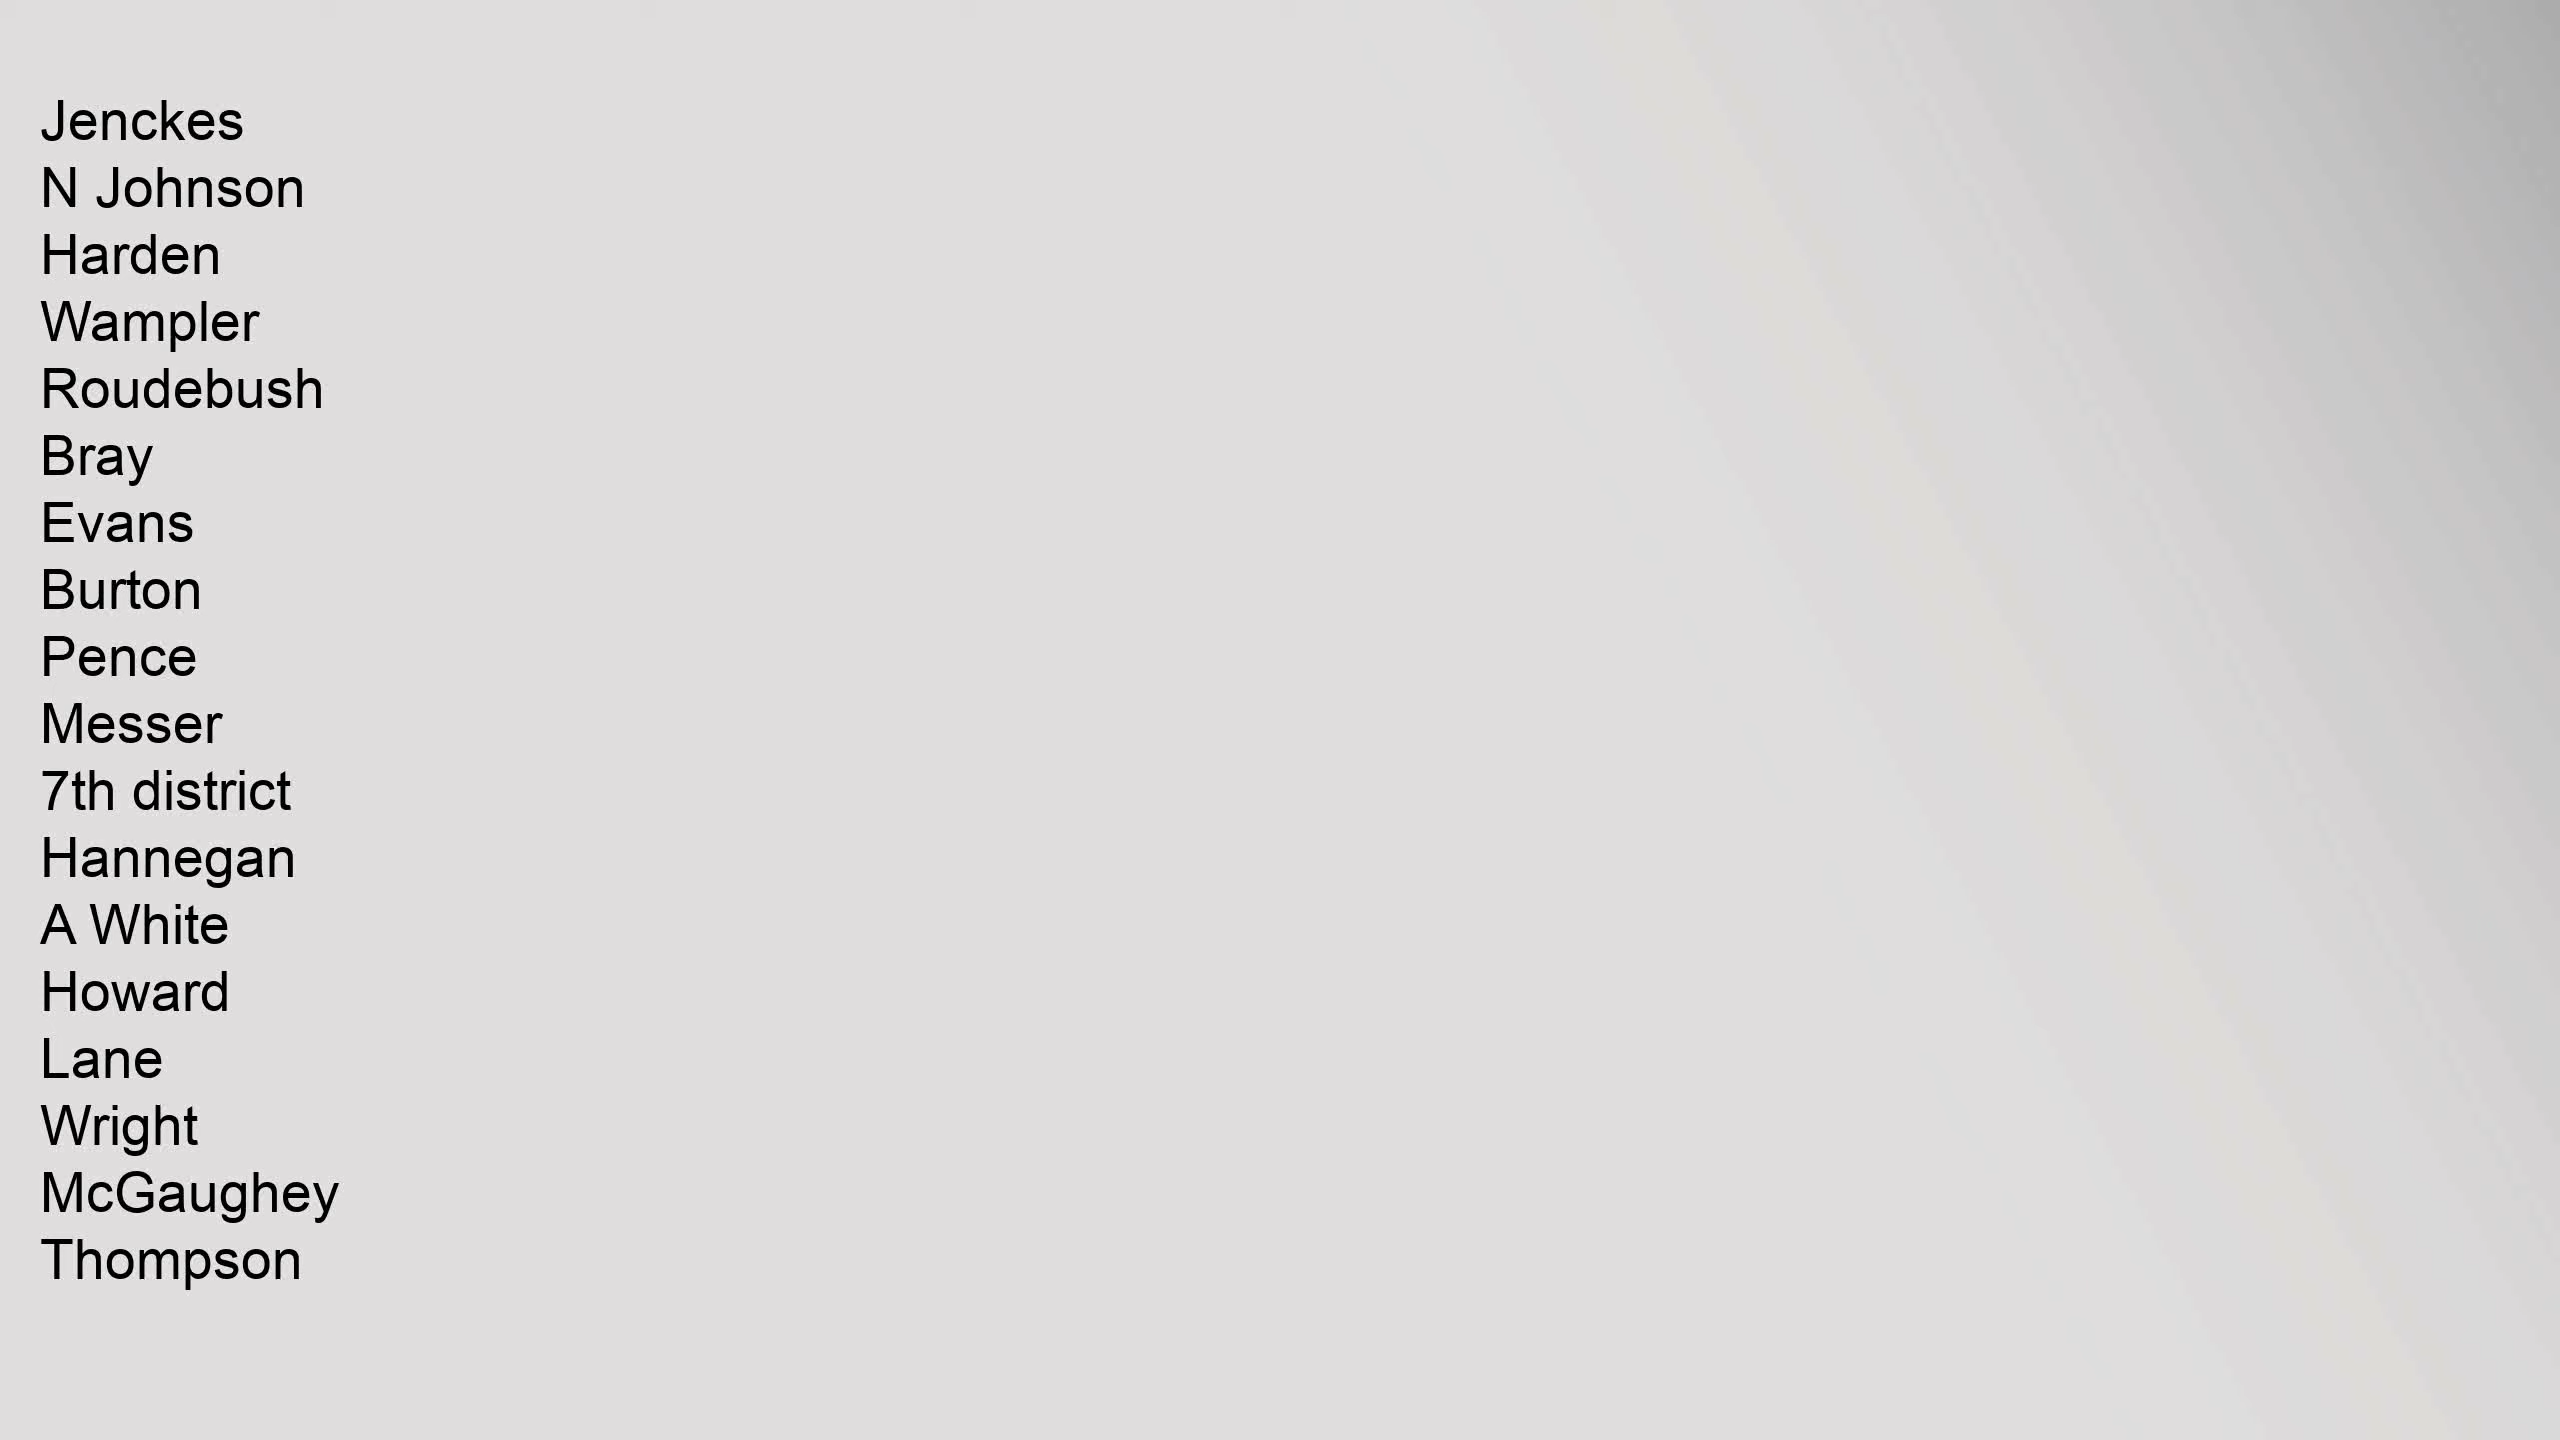 Jenckes
N Johnson
Harden
Wampler
Roudebush
Bray
Evans
Burton
Pence
Messer
7th district
Hannegan
A White
Howard
Lane
Wright
McGaughey
Thompson